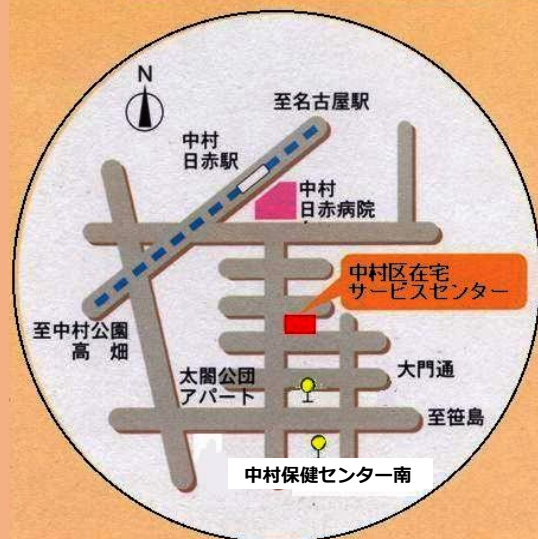 N
至名古屋駅
中村
日赤駅
中村
日赤病院
中村区在宅
サービスセンター
至中村公園
高　畑
太閤公団
アパート
大門通
至笹島
中村保健センター南